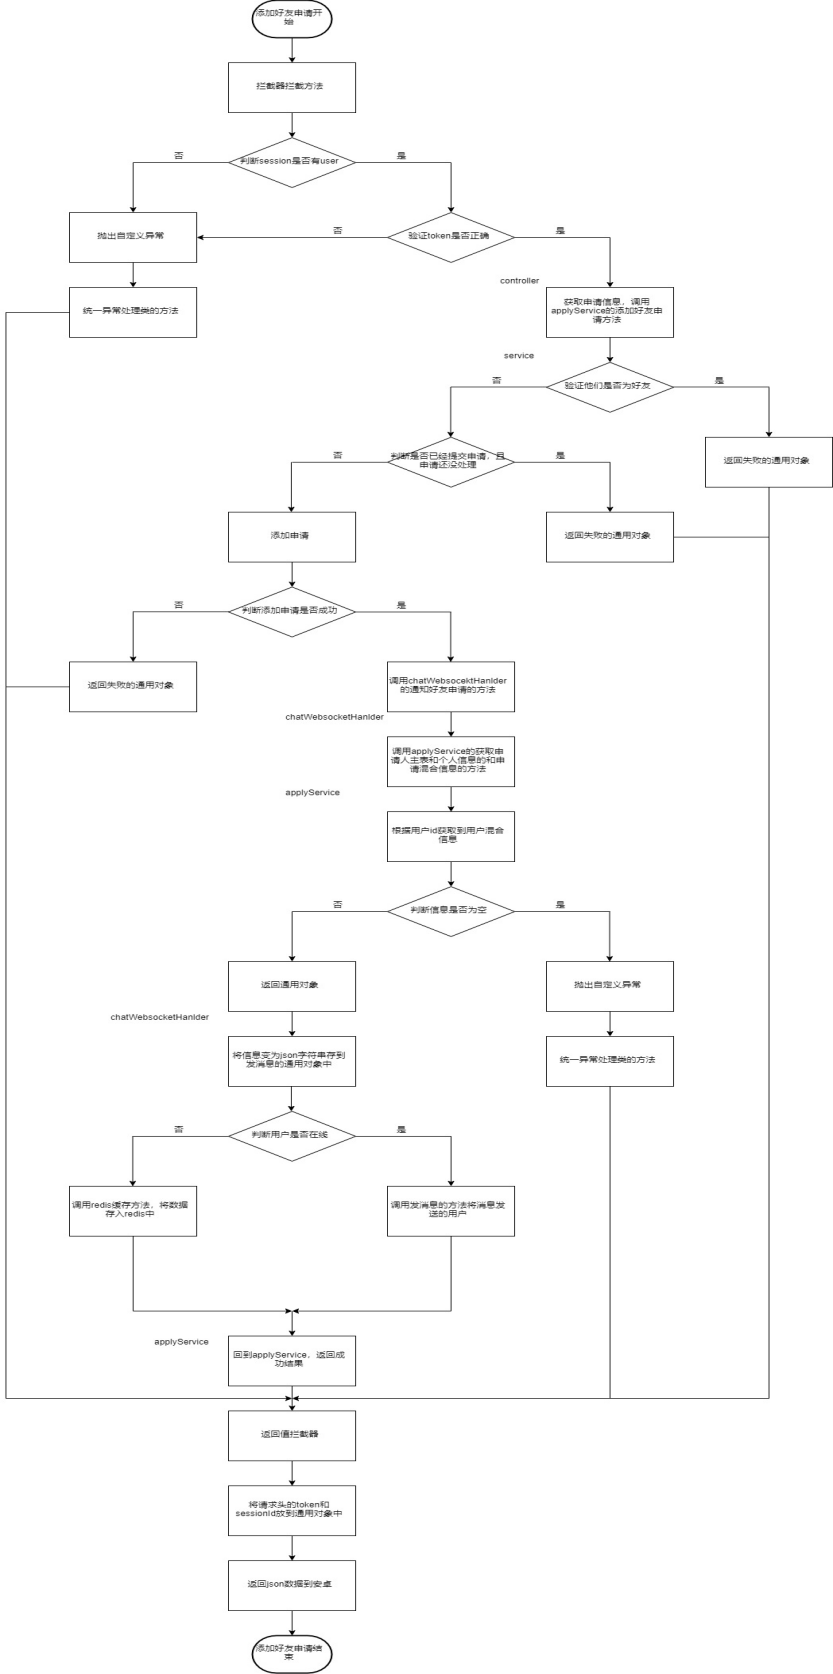 添加好友申请开
始
拦截器拦截方法
判断session是否有user
否
是
抛出自定义异常
否
验证token是否正确
是
controller
统一异常处理类的方法
获取申请信息，调用
applyService的添加好友申
请方法
service
否
验证他们是否为好友
是
否
判断是否已经提交申请，且
申请还没处理
是
返回失败的通用对象
添加申请
返回失败的通用对象
否
判断添加申请是否成功
是
返回失败的通用对象
调用chatWebsocektHanlder
的通知好友申请的方法
chatWebsocketHanlder
调用applyService的获取申
请人主表和个人信息的和申
请混合信息的方法
applyService
根据用户id获取到用户混合
信息
否
判断信息是否为空
是
返回通用对象
抛出自定义异常
chatWebsocketHanlder
将信息变为json字符串存到
发消息的通用对象中
统一异常处理类的方法
否
判断用户是否在线
是
调用redis缓存方法，将数据
存入redis中
调用发消息的方法将消息发
送的用户
applyService
回到applyService，返回成
功结果
返回值拦截器
将请求头的token和
sessionId放到通用对象中
返回json数据到安卓
添加好友申请结
束